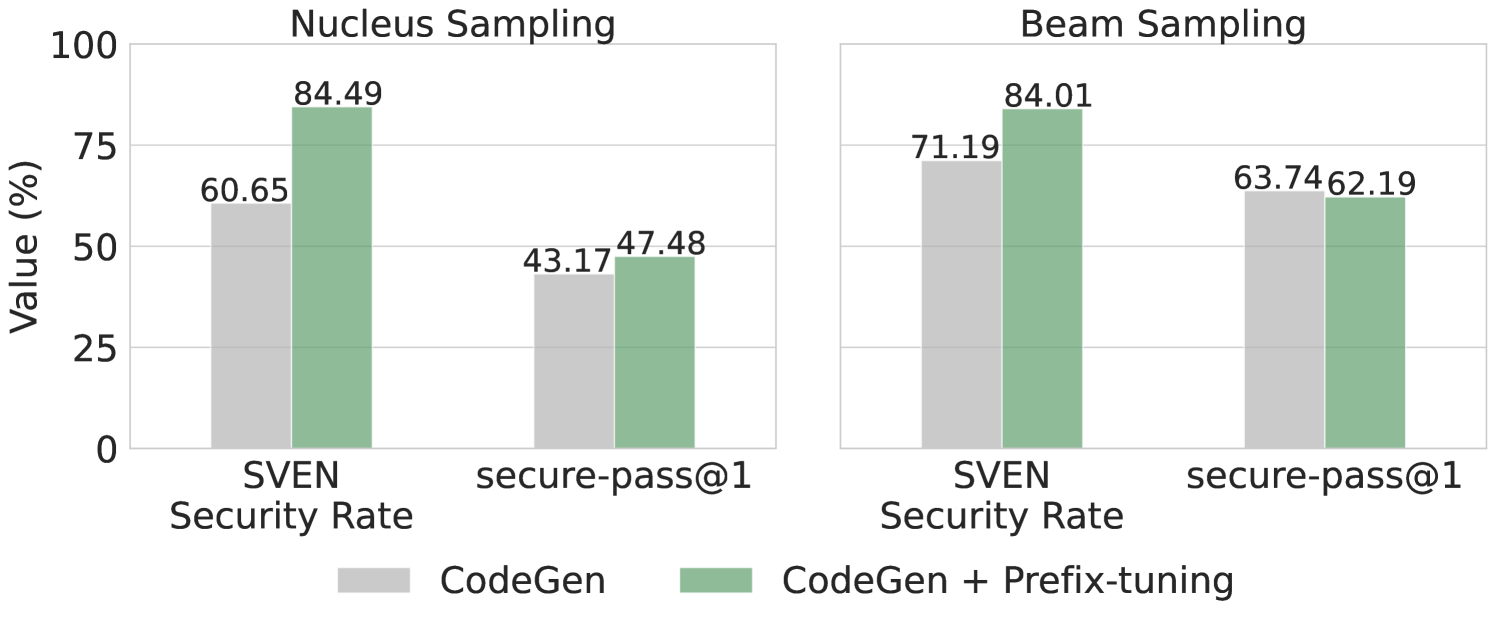 Nucleus Sampling
Beam Sampling
Value (%)
100
75
50
25
0
60.65
84.49
43.17
47.48
71.19
84.01
63.74
62.19
SVEN
Security Rate
secure-pass@1
SVEN
Security Rate
secure-pass@1
CodeGen
CodeGen + Prefix-tuning